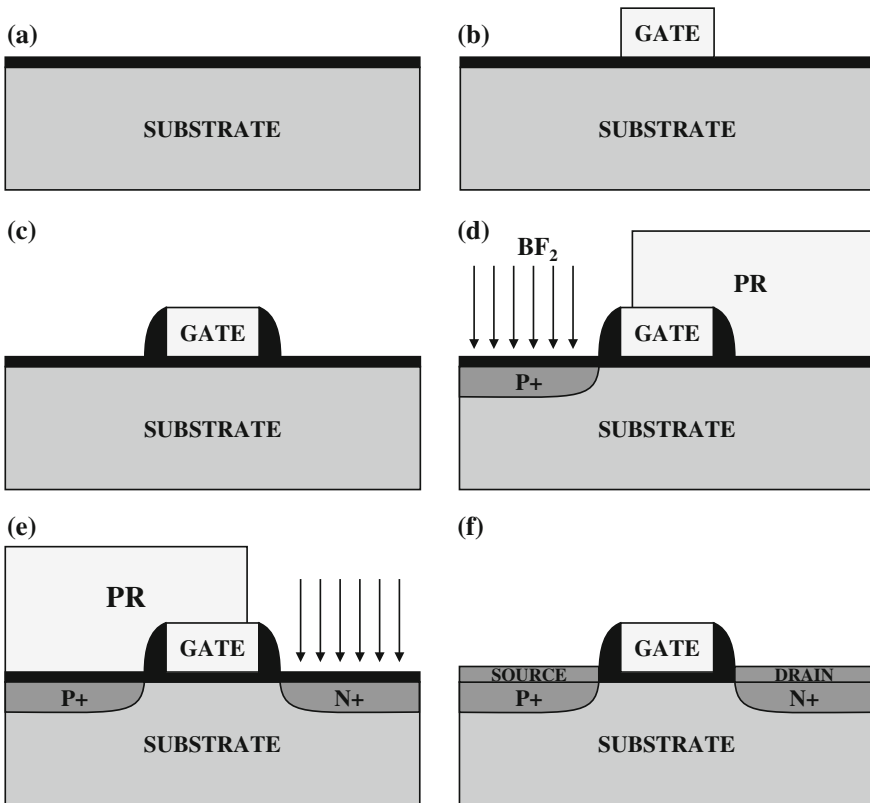 (a)
SUBSTRATE
(b)
GATE
SUBSTRATE
(c)
GATE
SUBSTRATE
(d)
BF₂
PR
GATE
P+
SUBSTRATE
(e)
PR
GATE
P+
N+
SUBSTRATE
(f)
GATE
SOURCE
DRAIN
P+
N+
SUBSTRATE